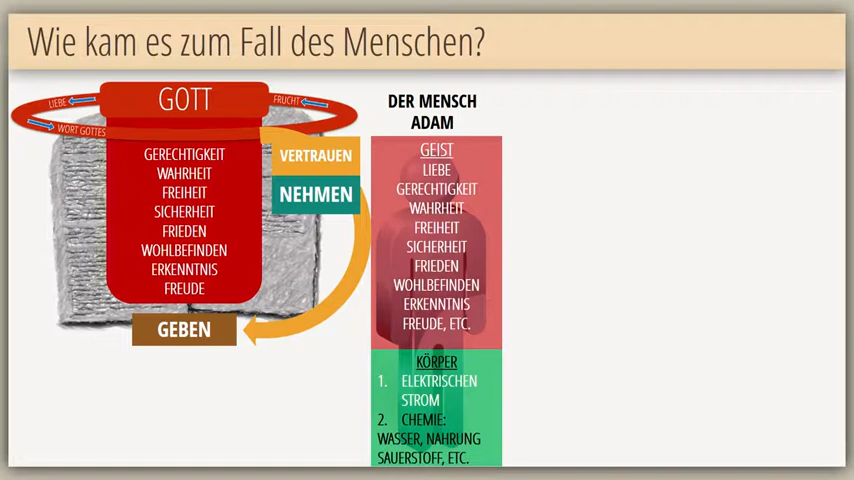 Wie kam es zum Fall des Menschen?
LIEBE
GOTT
FRUCHT
WORT GOTTES
GERECHTIGKEIT
WAHRHEIT
FREIHEIT
SICHERHEIT
FRIEDEN
WOHLBEFINDEN
ERKENNTNIS
FREUDE
VERTRAUEN
NEHMEN
GEBEN
DER MENSCH
ADAM
GEIST
LIEBE
GERECHTIGKEIT
WAHRHEIT
FREIHEIT
SICHERHEIT
FRIEDEN
WOHLBEFINDEN
ERKENNTNIS
FREUDE, ETC.
KÖRPER
1. ELEKTRISCHEN
STROM
2. CHEMIE:
WASSER, NAHRUNG
SAUERSTOFF, ETC.